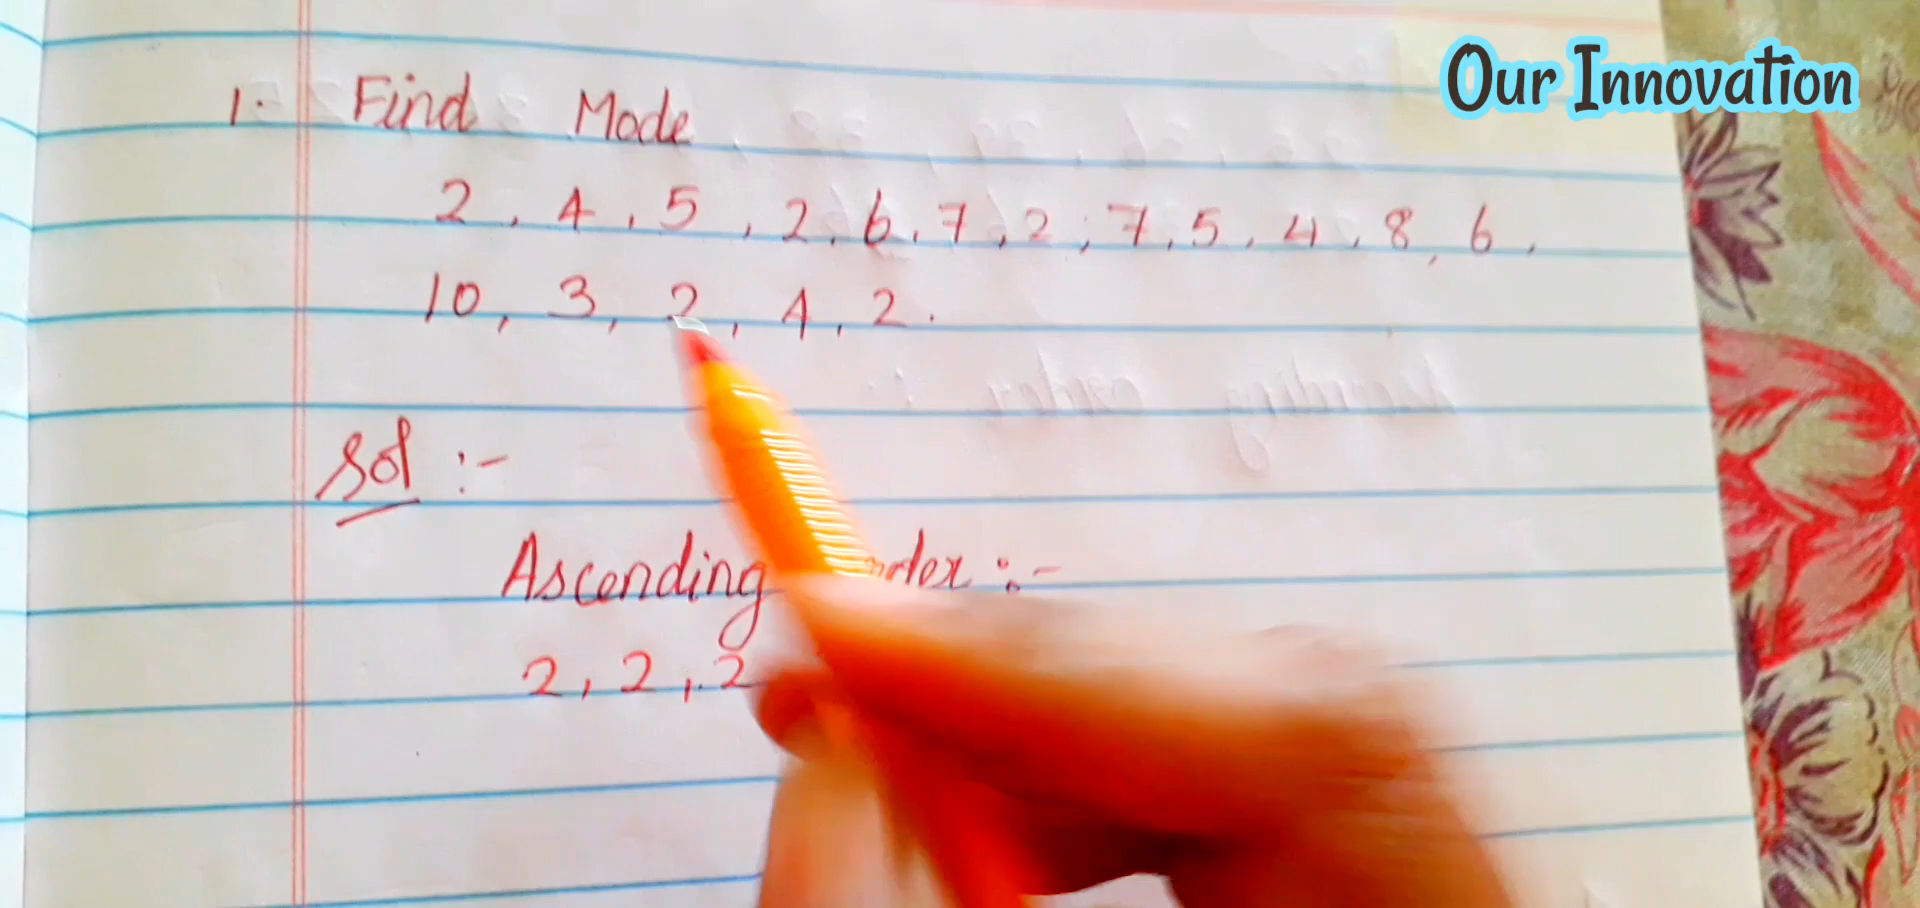 Our Innovation
1. Find Mode
2, 4, 5, 2, 6, 7, 2, 7, 5, 4, 8, 6,
10, 3, 2, 4, 2.
Sol :-
Ascending order :-
2, 2, 2